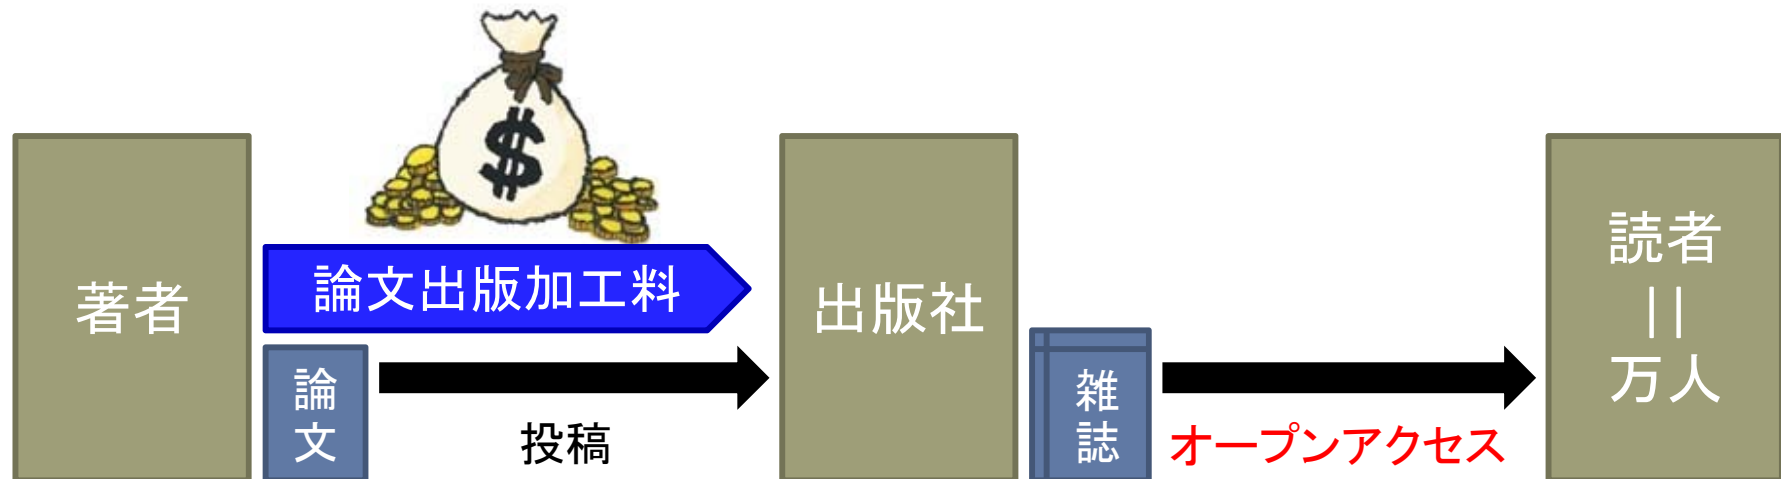 著者
$
論文出版加工料
論
文
投稿
出版社
雑
誌
オープンアクセス
読者
||
万人